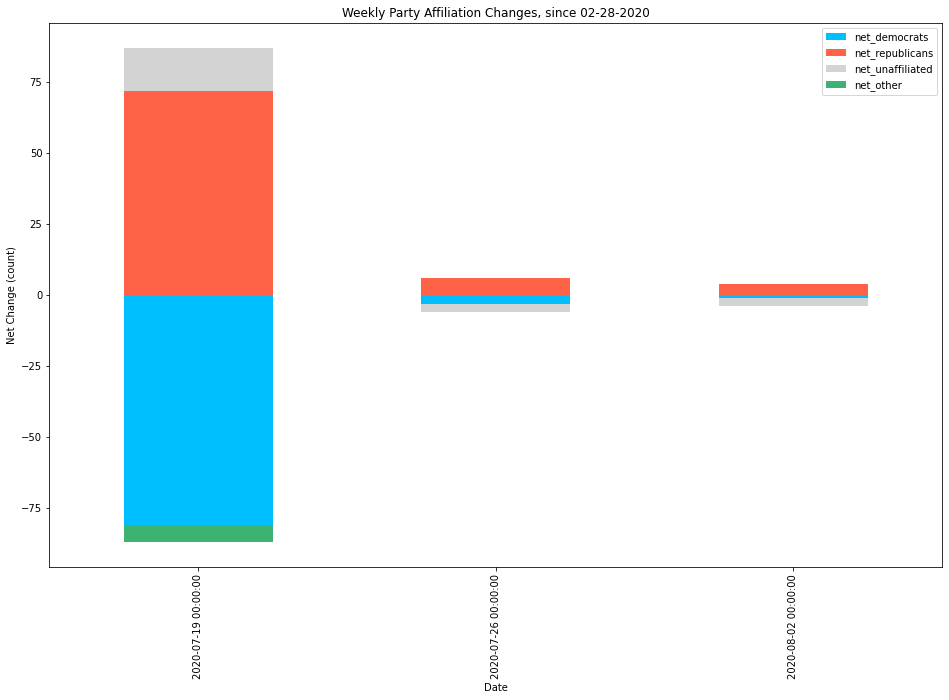 Weekly Party Affiliation Changes, since 02-28-2020
net_democrats
net_republicans
net_unaffiliated
net_other
Net Change (count)
75
50
25
0
−25
−50
−75
2020-07-19 00:00:00
2020-07-26 00:00:00
2020-08-02 00:00:00
Date